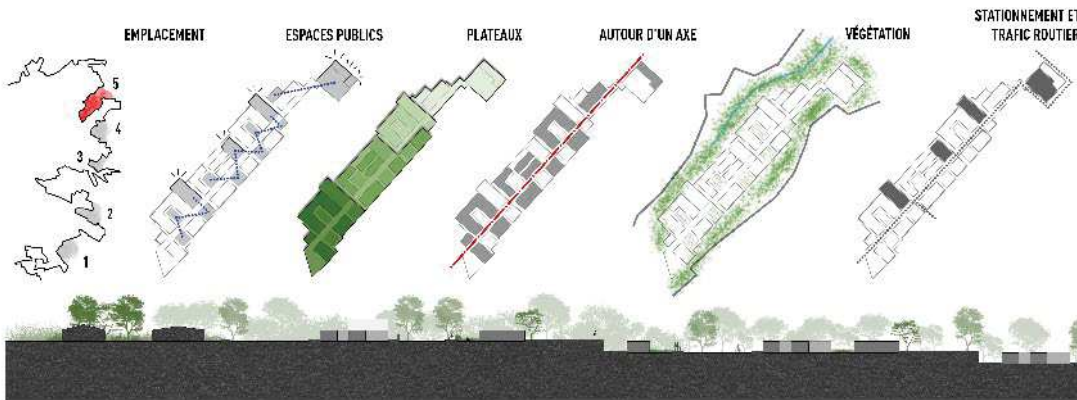 EMPLACEMENT
ESPACES PUBLICS
PLATEAUX
AUTOUR D'UN AXE
VÉGÉTATION
STATIONNEMENT ET
TRAFIC ROUTIER
5
4
3
2
1